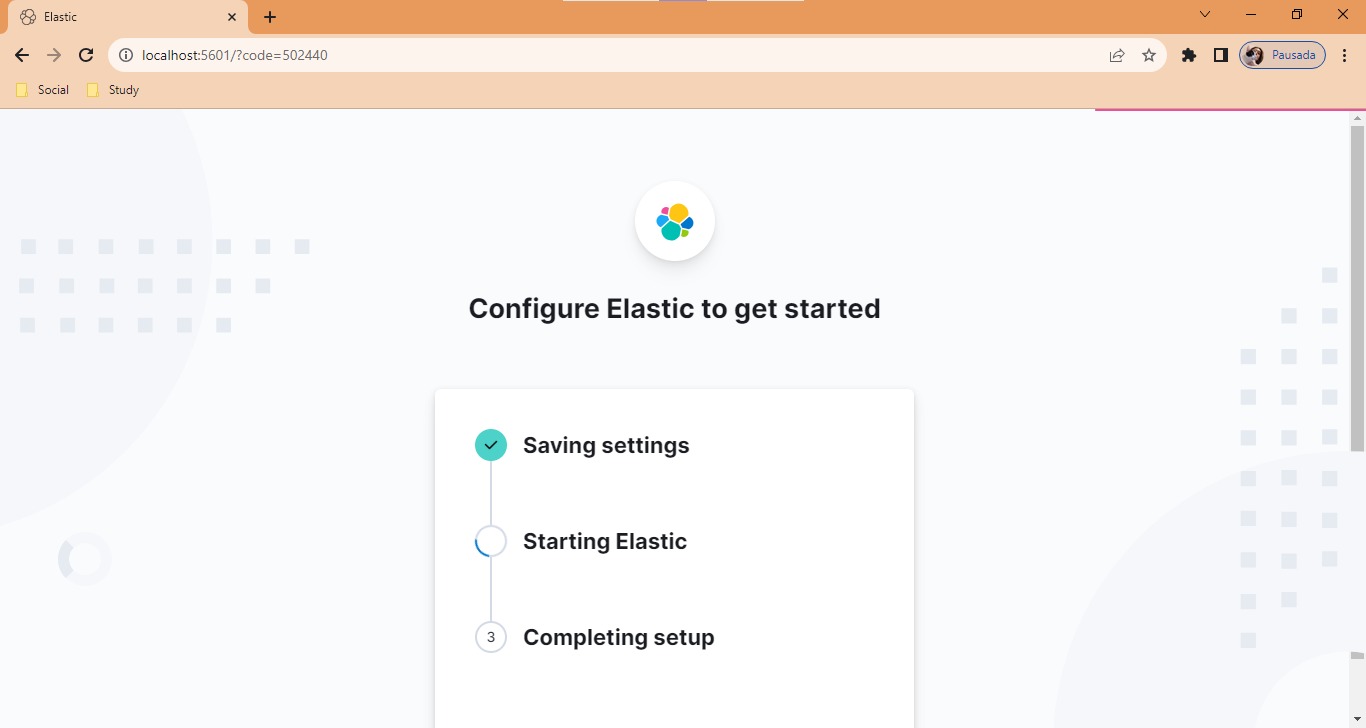 Elastic
localhost:5601/?code=502440
Pausada
Social
Study
Configure Elastic to get started
Saving settings
Starting Elastic
3 Completing setup